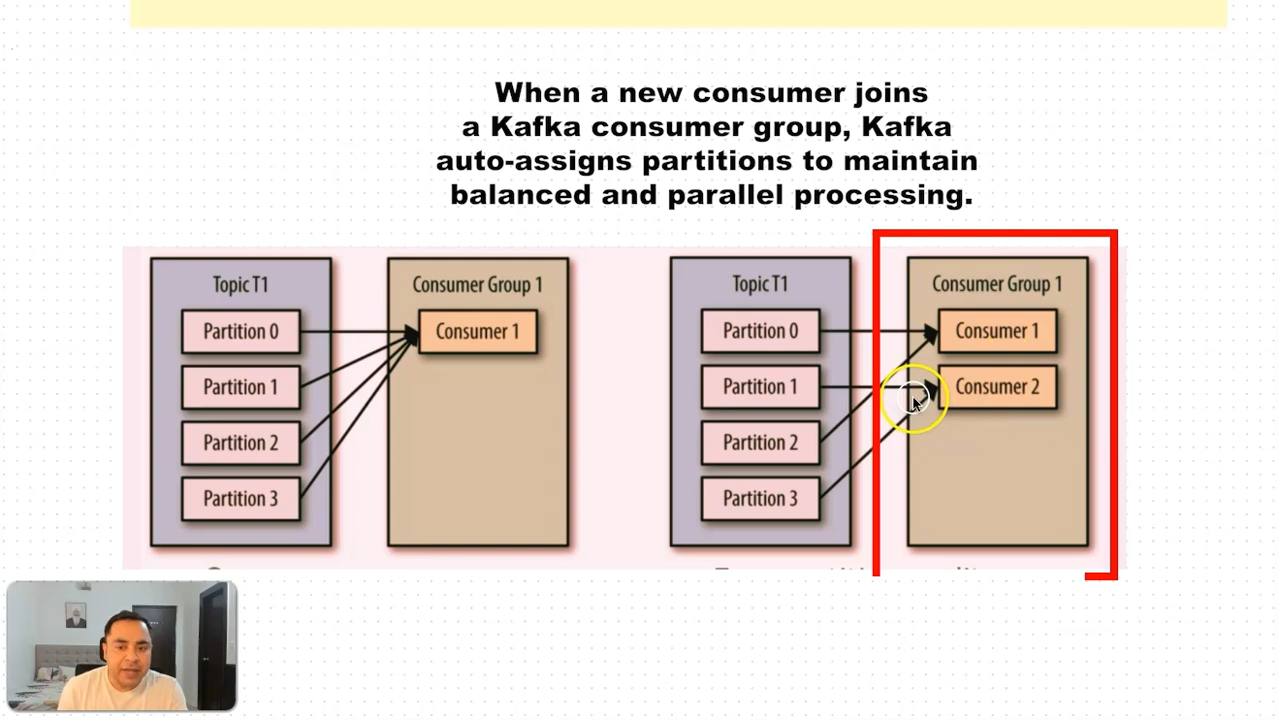 When a new consumer joins
a Kafka consumer group, Kafka
auto-assigns partitions to maintain
balanced and parallel processing.
Topic T1
Partition 0
Partition 1
Partition 2
Partition 3
Consumer Group 1
Consumer 1
Topic T1
Partition 0
Partition 1
Partition 2
Partition 3
Consumer Group 1
Consumer 1
Consumer 2